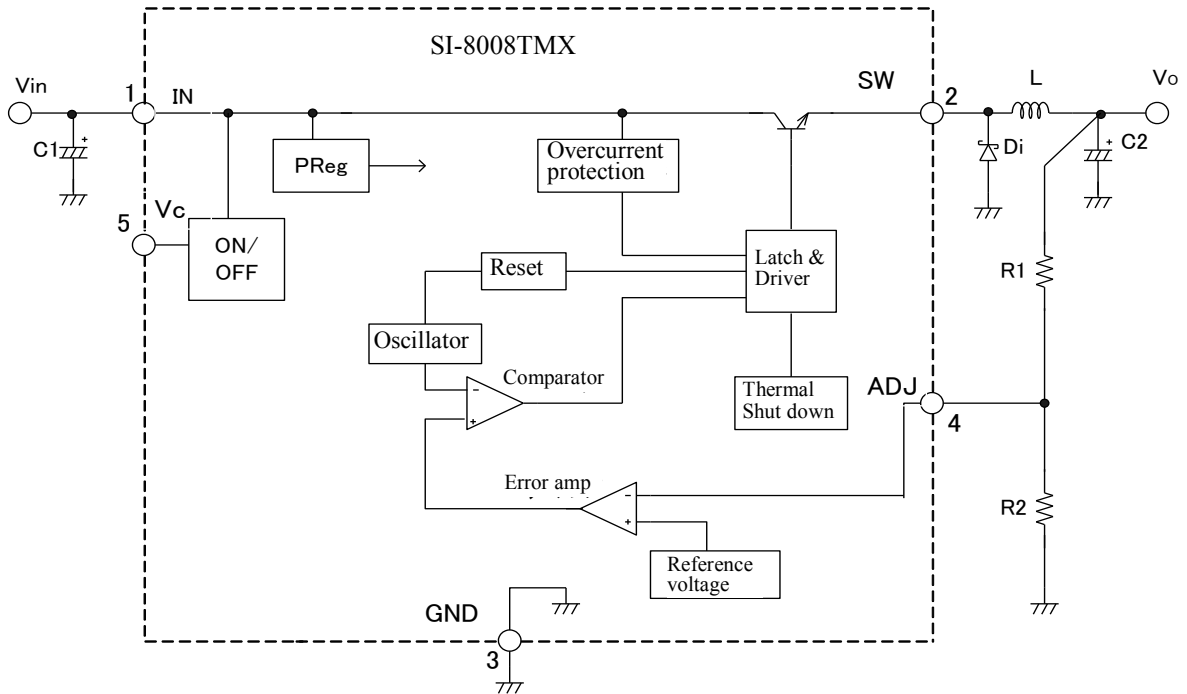 SI-8008TMX
Vin
1
IN
SW
2
L
Vo
C1
+
PReg
Overcurrent
protection
Di
+
C2
5
Vc
ON/
OFF
Reset
Latch &
Driver
R1
Oscillator
Comparator
-
+
Thermal
Shut down
ADJ
4
Error amp
-
+
R2
Reference
voltage
GND
3